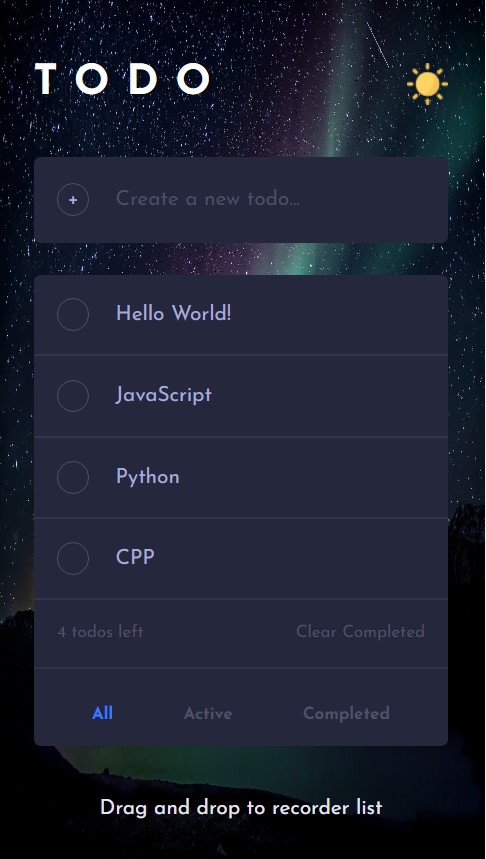 TODO
+ Create a new todo...
Hello World!
JavaScript
Python
CPP
4 todos left Clear Completed
All Active Completed
Drag and drop to recorder list